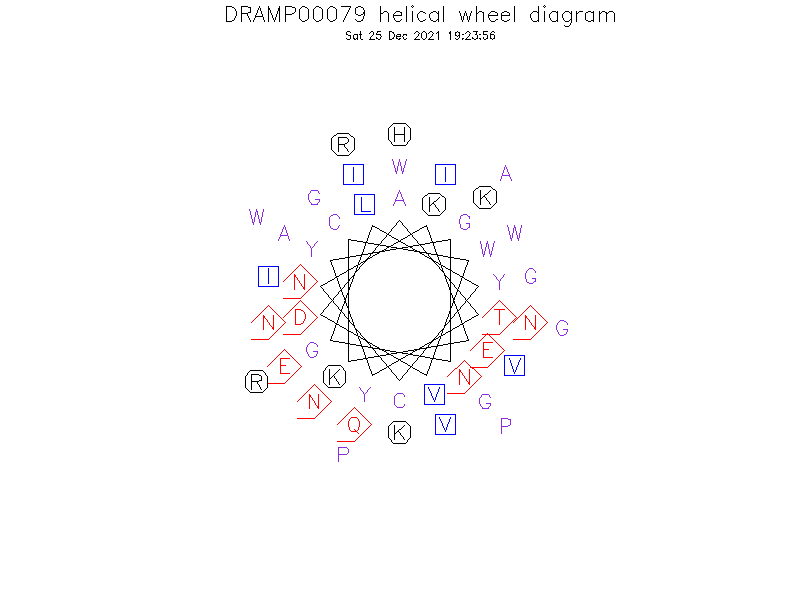 DRAMP00079 helical wheel diagram
Sat 25 Dec 2021 19:23:56
H
R
W
I I A
G L A K K
W C G
A W
Y W
I N Y G
N D T N G
G E
E V
R K N
N Y C V G
Q K V P
P